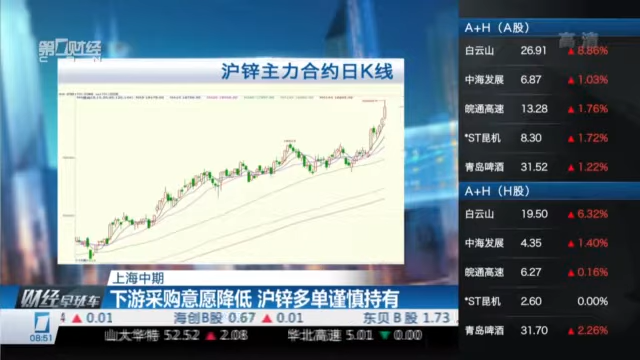 第一财经
高清
沪锌主力合约日K线
A+H（A股）
白云山 26.91 ▲8.86%
中海发展 6.87 ▲1.03%
皖通高速 13.28 ▲1.76%
*ST昆机 8.30 ▲1.72%
青岛啤酒 31.52 ▲1.22%
A+H（H股）
白云山 19.50 ▲6.32%
中海发展 4.35 ▲1.40%
皖通高速 6.27 ▲0.16%
*ST昆机 2.60 0.00%
青岛啤酒 31.70 ▲2.26%
上海中期
财经早班车
下游采购意愿降低 沪锌多单谨慎持有
08:51
4 ▲ 0.01 海创B股 0.67 ▲ 0.01 东贝B股 1.73
山大华特 52.52 ▲ 2.08 华北高速 5.01 ▼ 0.00